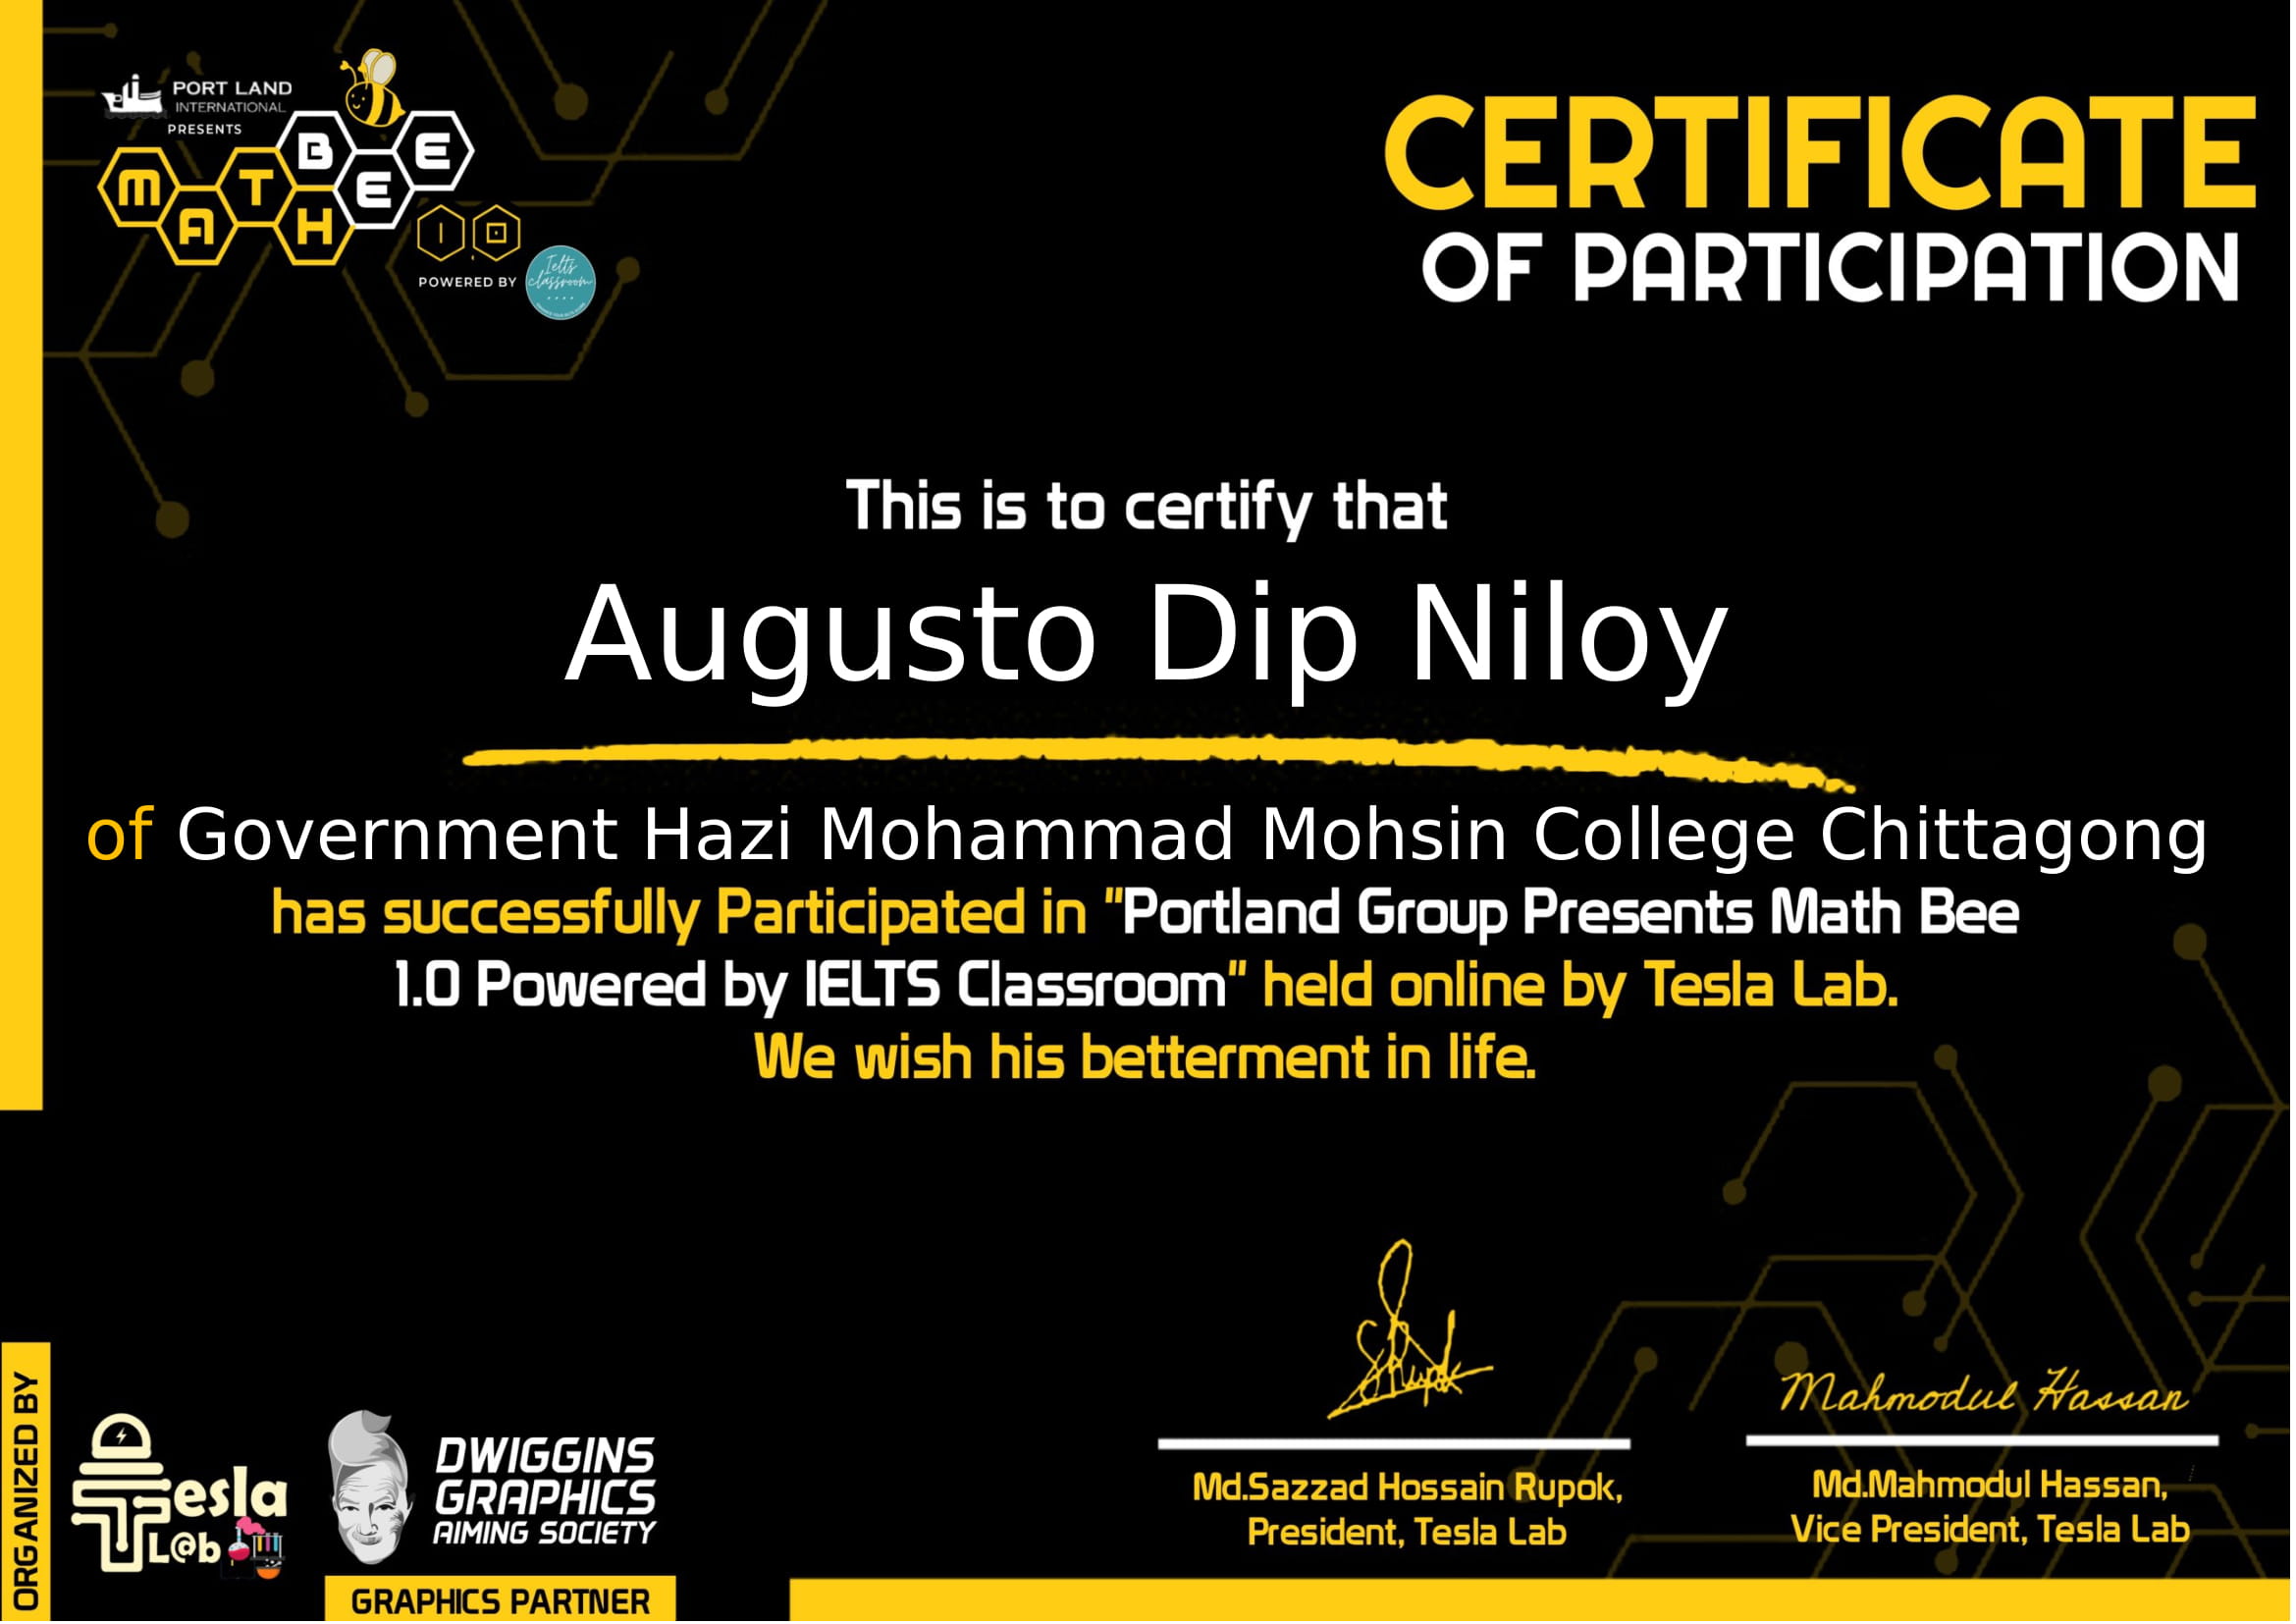 PORT LAND
INTERNATIONAL
PRESENTS
MATH BEE
1.0
POWERED BY
Ielts
classroom
CERTIFICATE
OF PARTICIPATION
This is to certify that
Augusto Dip Niloy
of Government Hazi Mohammad Mohsin College Chittagong
has successfully Participated in "Portland Group Presents Math Bee
1.0 Powered by IELTS Classroom" held online by Tesla Lab.
We wish his betterment in life.
ORGANIZED BY
Tesla
L@b
DWIGGINS
GRAPHICS
AIMING SOCIETY
GRAPHICS PARTNER
Md.Sazzad Hossain Rupok,
President, Tesla Lab
Mahmodul Hassan
Md.Mahmodul Hassan,
Vice President, Tesla Lab